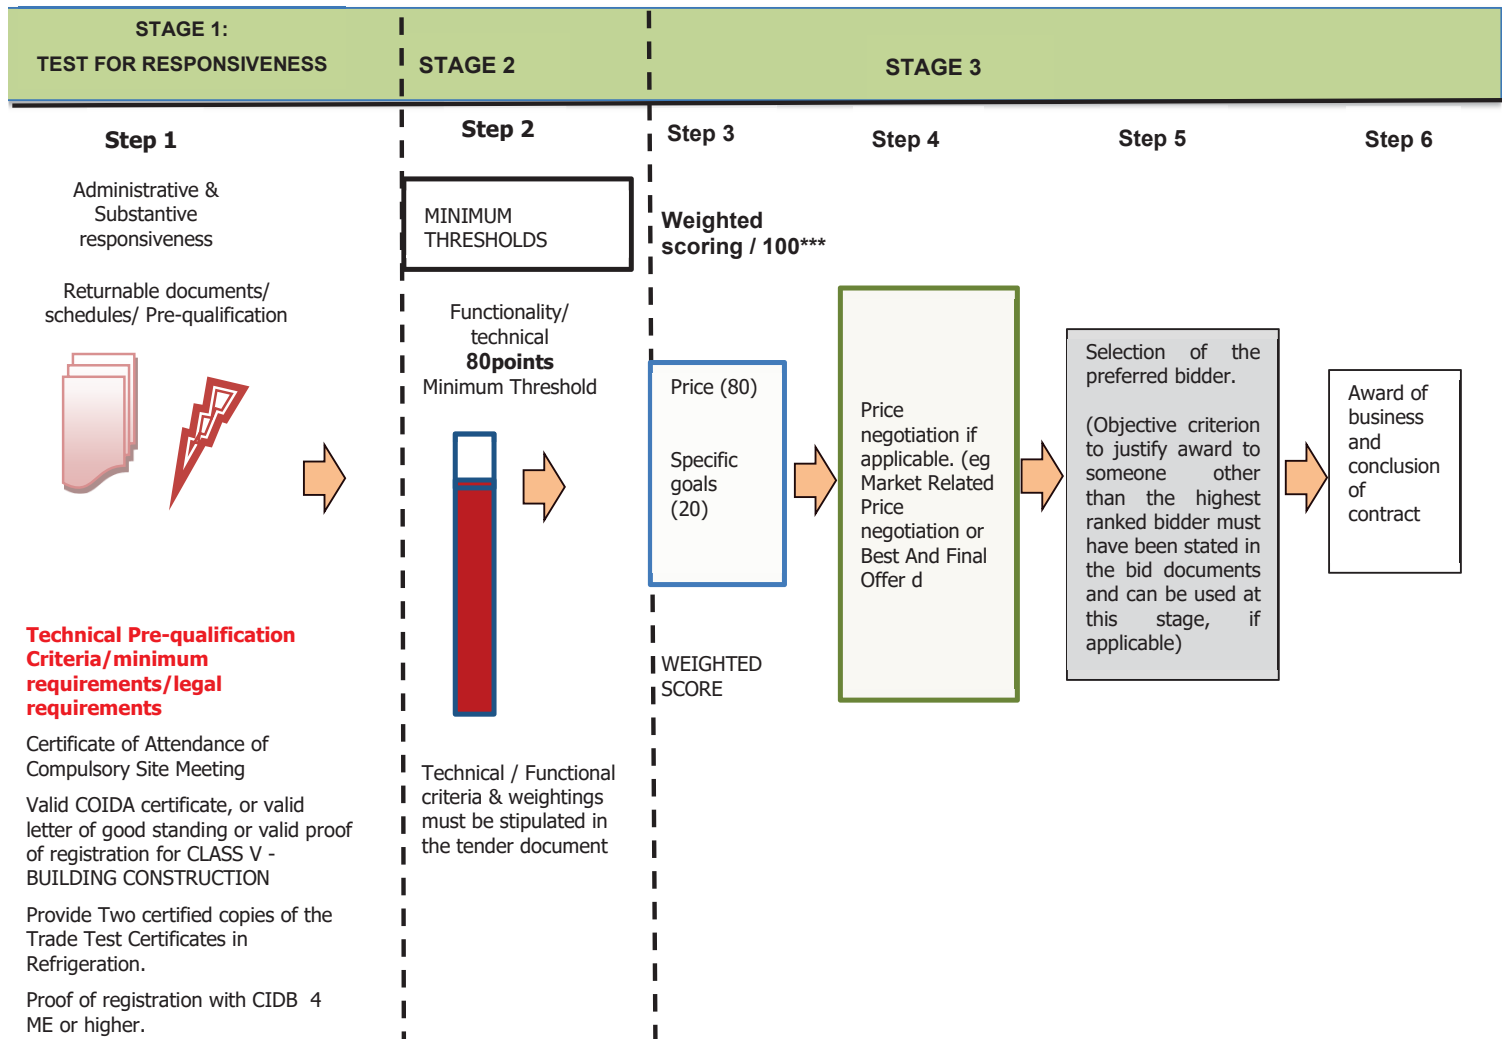 STAGE 1:
TEST FOR RESPONSIVENESS
STAGE 2
STAGE 3
Step 1
Administrative &
Substantive
responsiveness
Returnable documents/
schedules/ Pre-qualification
Technical Pre-qualification
Criteria/minimum
requirements/legal
requirements
Certificate of Attendance of
Compulsory Site Meeting
Valid COIDA certificate, or valid
letter of good standing or valid proof
of registration for CLASS V -
BUILDING CONSTRUCTION
Provide Two certified copies of the
Trade Test Certificates in
Refrigeration.
Proof of registration with CIDB 4
ME or higher.
Step 2
MINIMUM
THRESHOLDS
Functionality/
technical
80points
Minimum Threshold
Technical / Functional
criteria & weightings
must be stipulated in
the tender document
Step 3
Weighted
scoring / 100***
Price (80)
Specific
goals
(20)
WEIGHTED
SCORE
Step 4
Price
negotiation if
applicable. (eg
Market Related
Price
negotiation or
Best And Final
Offer d
Step 5
Selection of the
preferred bidder.
(Objective criterion
to justify award to
someone other
than the highest
ranked bidder must
have been stated in
the bid documents
and can be used at
this stage, if
applicable)
Step 6
Award of
business
and
conclusion
of
contract